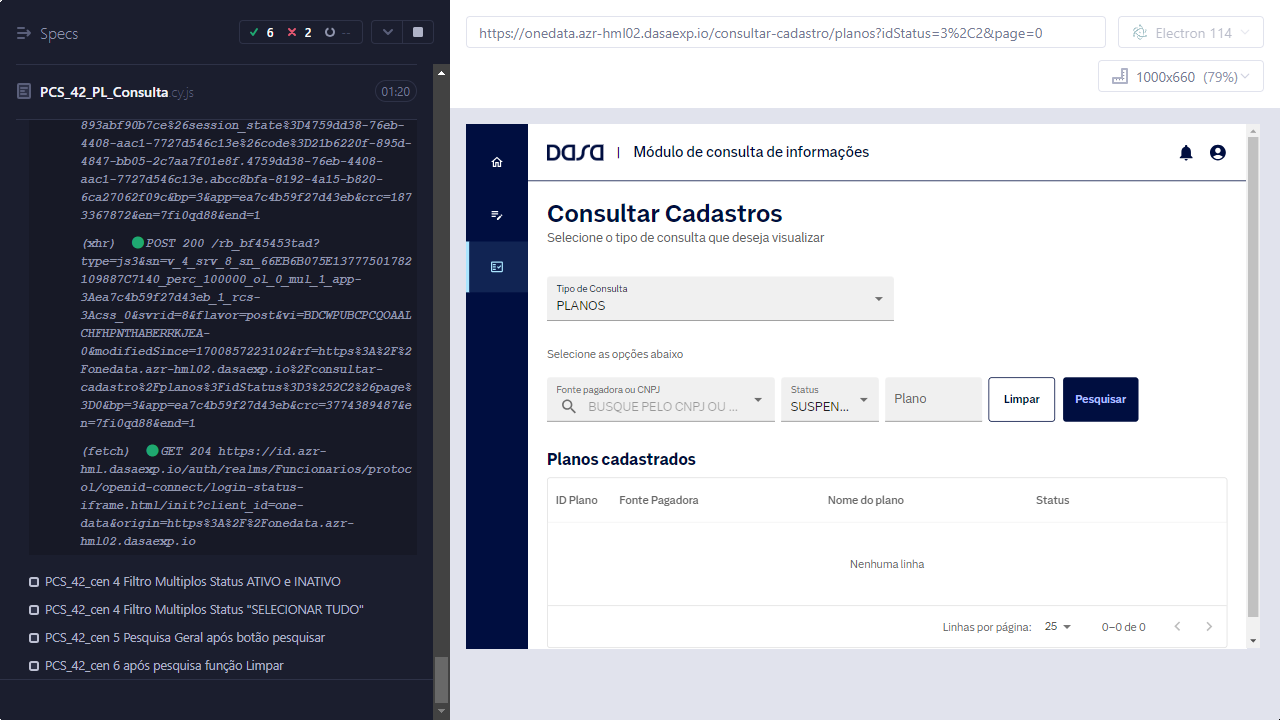 Specs
6
2
--
PCS_42_PL_Consulta.cy.js
01:20
893abf90b7ce%26session_state%3D4759dd38-76eb-
4408-aac1-7727d546c13e%26code%3D21b6220f-895d-
4847-bb05-2c7aa7f01e8f.4759dd38-76eb-4408-
aac1-7727d546c13e.abcc8bfa-8192-4a15-b820-
6ca27062f09c&bp=3&app=ea7c4b59f27d43eb&crc=187
3367872&en=7fi0qd88&end=1
(xhr) POST 200 /rb_bf45453tad?
type=js3&sn=v_4_srv_8_sn_66EB6B075E13777501782
109887C7140_perc_100000_ol_0_mul_1_app-
3Aea7c4b59f27d43eb_1_rcs-
3Acss_0&svrid=8&flavor=post&vi=BDCWPUBCPCQOAAL
CHFHPNTHABERRKJEA-
0&modifiedSince=1700857223102&rf=https%3A%2F%2
Fonedata.azr-hml02.dasaexp.io%2Fconsultar-
cadastro%2Fplanos%3FidStatus%3D3%252C2%26page%
3D0&bp=3&app=ea7c4b59f27d43eb&crc=3774389487&e
n=7fi0qd88&end=1
(fetch) GET 204 https://id.azr-
hml.dasaexp.io/auth/realms/Funcionarios/protoc
ol/openid-connect/login-status-
iframe.html/init?client_id=one-
data&origin=https%3A%2F%2Fonedata.azr-
hml02.dasaexp.io
PCS_42_cen 4 Filtro Multiplos Status ATIVO e INATIVO
PCS_42_cen 4 Filtro Multiplos Status "SELECIONAR TUDO"
PCS_42_cen 5 Pesquisa Geral após botão pesquisar
PCS_42_cen 6 após pesquisa função Limpar
https://onedata.azr-hml02.dasaexp.io/consultar-cadastro/planos?idStatus=3%2C2&page=0
Electron 114
1000x660 (79%)
DASA | Módulo de consulta de informações
Consultar Cadastros
Selecione o tipo de consulta que deseja visualizar
Tipo de Consulta
PLANOS
Selecione as opções abaixo
Fonte pagadora ou CNPJ
BUSQUE PELO CNPJ OU ...
Status
SUSPEN...
Plano
Limpar
Pesquisar
Planos cadastrados
ID Plano Fonte Pagadora Nome do plano Status
Nenhuma linha
Linhas por página: 25 0–0 de 0